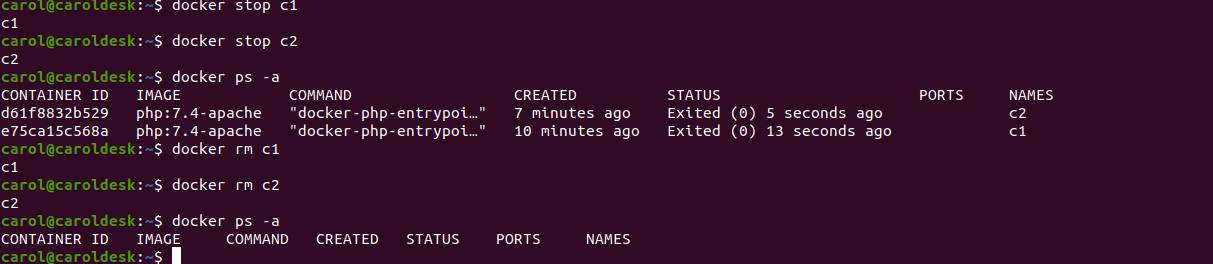 carol@caroldesk:~$ docker stop c1
c1
carol@caroldesk:~$ docker stop c2
c2
carol@caroldesk:~$ docker ps -a
CONTAINER ID   IMAGE            COMMAND                  CREATED          STATUS                      PORTS     NAMES
d61f8832b529   php:7.4-apache   "docker-php-entrypoi…"   7 minutes ago    Exited (0) 5 seconds ago              c2
e75ca15c568a   php:7.4-apache   "docker-php-entrypoi…"   10 minutes ago   Exited (0) 13 seconds ago             c1
carol@caroldesk:~$ docker rm c1
c1
carol@caroldesk:~$ docker rm c2
c2
carol@caroldesk:~$ docker ps -a
CONTAINER ID   IMAGE     COMMAND   CREATED   STATUS    PORTS     NAMES
carol@caroldesk:~$